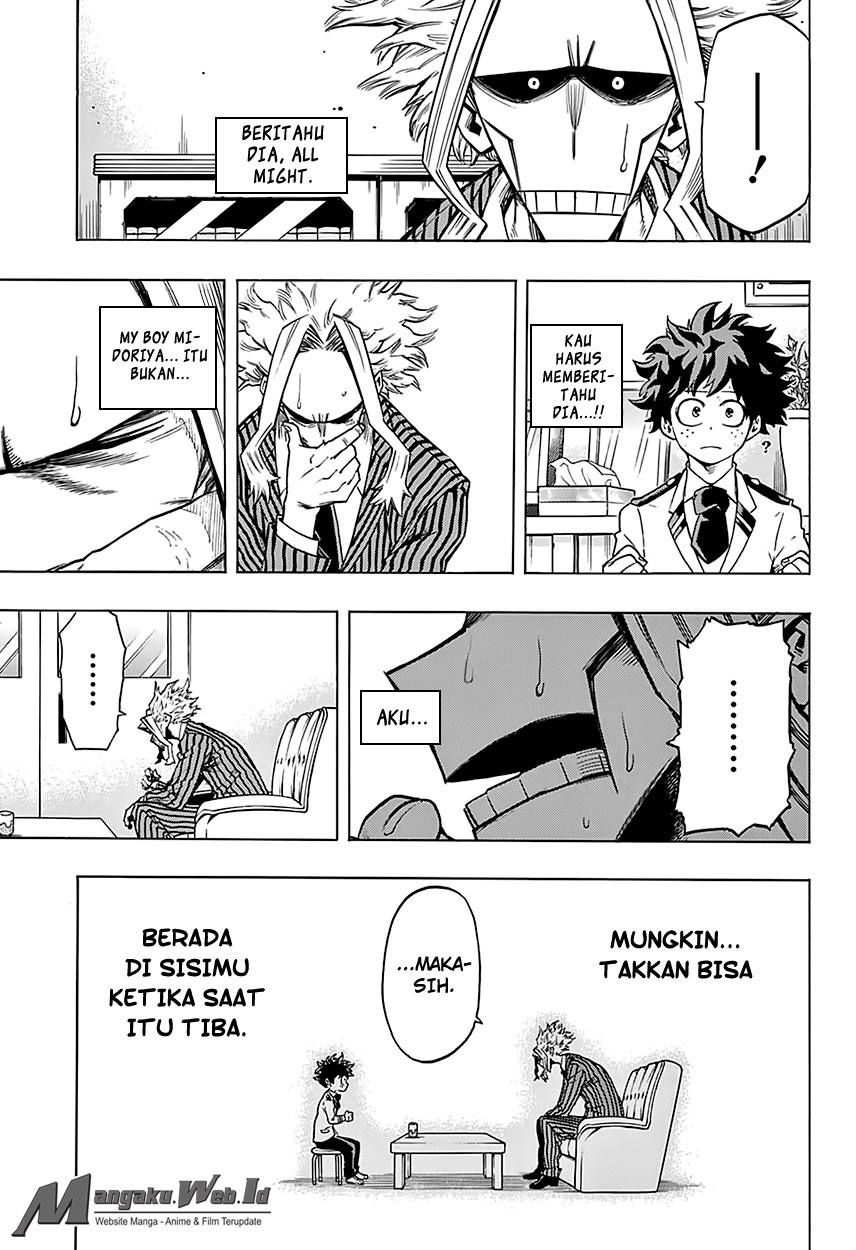 —!
BERITAHU
DIA, ALL
MIGHT.
KAU
HARUS
MEMBERI-
TAHU
DIA...!!
?
MY BOY MI-
DORIYA... ITU
BUKAN...
........
AKU...
......
MUNGKIN...
TAKKAN BISA
...MAKA-
SIH.
BERADA
DI SISIMU
KETIKA SAAT
ITU TIBA.
Mangaku.Web.Id
Website Manga - Anime & Film Terupdate